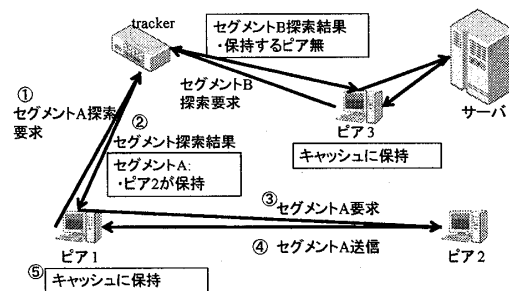 tracker
セグメントB探索結果
・保持するピア無
サーバ
セグメントB
探索要求
ピア3
キャッシュに保持
①
セグメントA探索
要求
②
セグメント探索結果
セグメントA:
・ピア2が保持
③
セグメントA要求
④ セグメントA送信
ピア1
ピア2
⑤
キャッシュに保持